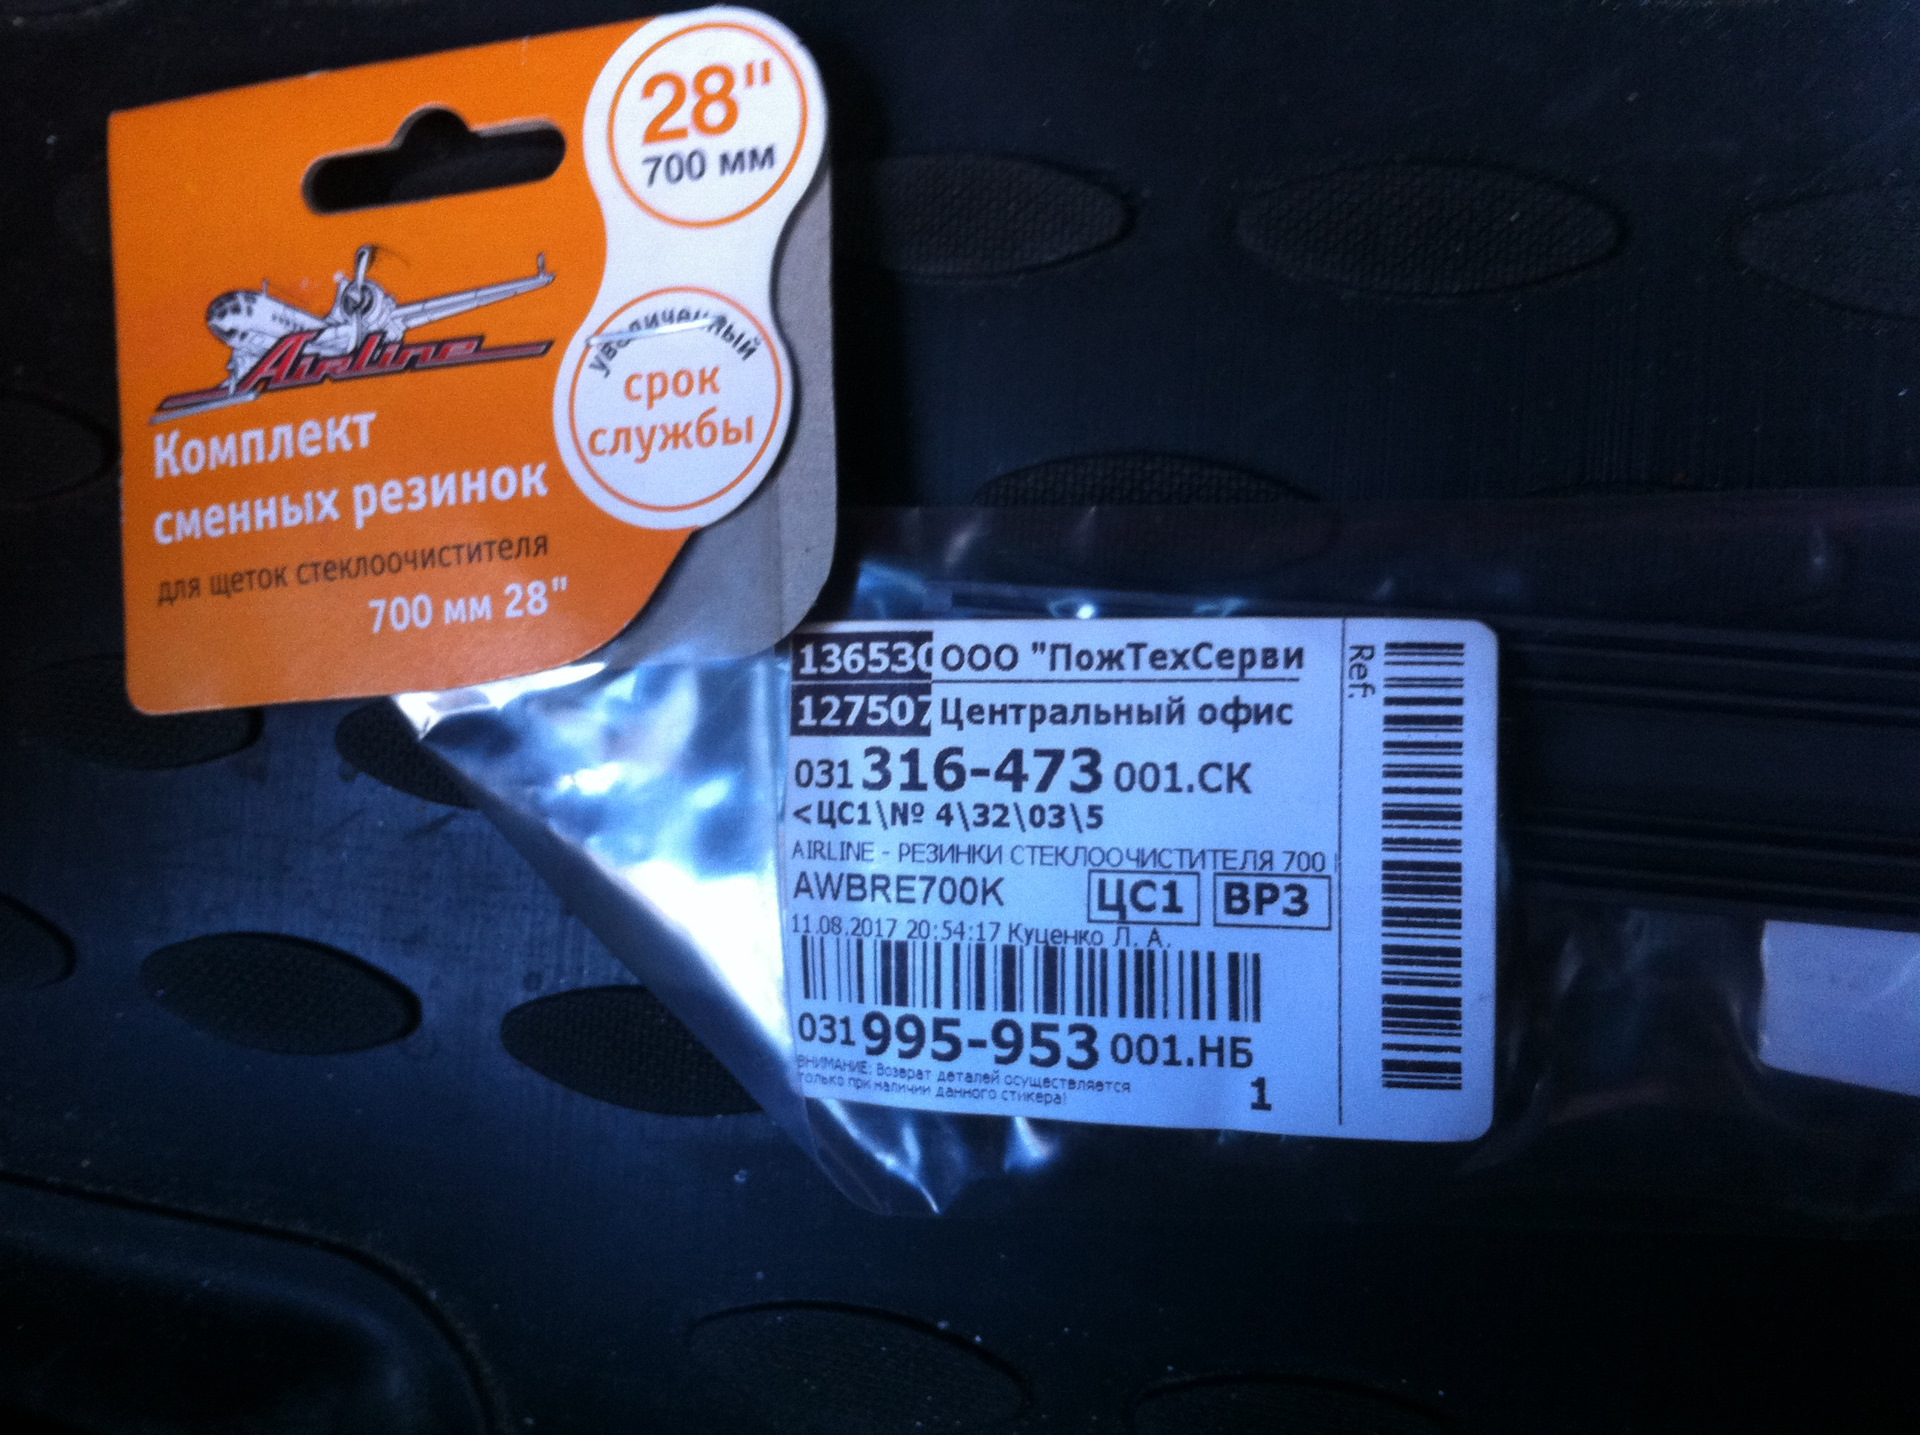 28"
700 мм
увеличенный
срок
службы
Airline
Комплект
сменных резинок
для щеток стеклоочистителя
700 мм 28"
136530 ООО "ПожТехСерви
127507 Центральный офис
031 316-473 001.СК
<ЦС1\№ 4\32\03\5
AIRLINE - РЕЗИНКИ СТЕКЛООЧИСТИТЕЛЯ 700
AWBRE700K ЦС1 ВРЗ
11.08.2017 20:54:17 Куценко Л. А.
031 995-953 001.НБ
ВНИМАНИЕ: Возврат деталей осуществляется
только при наличии данного стикера!
1
Ref.